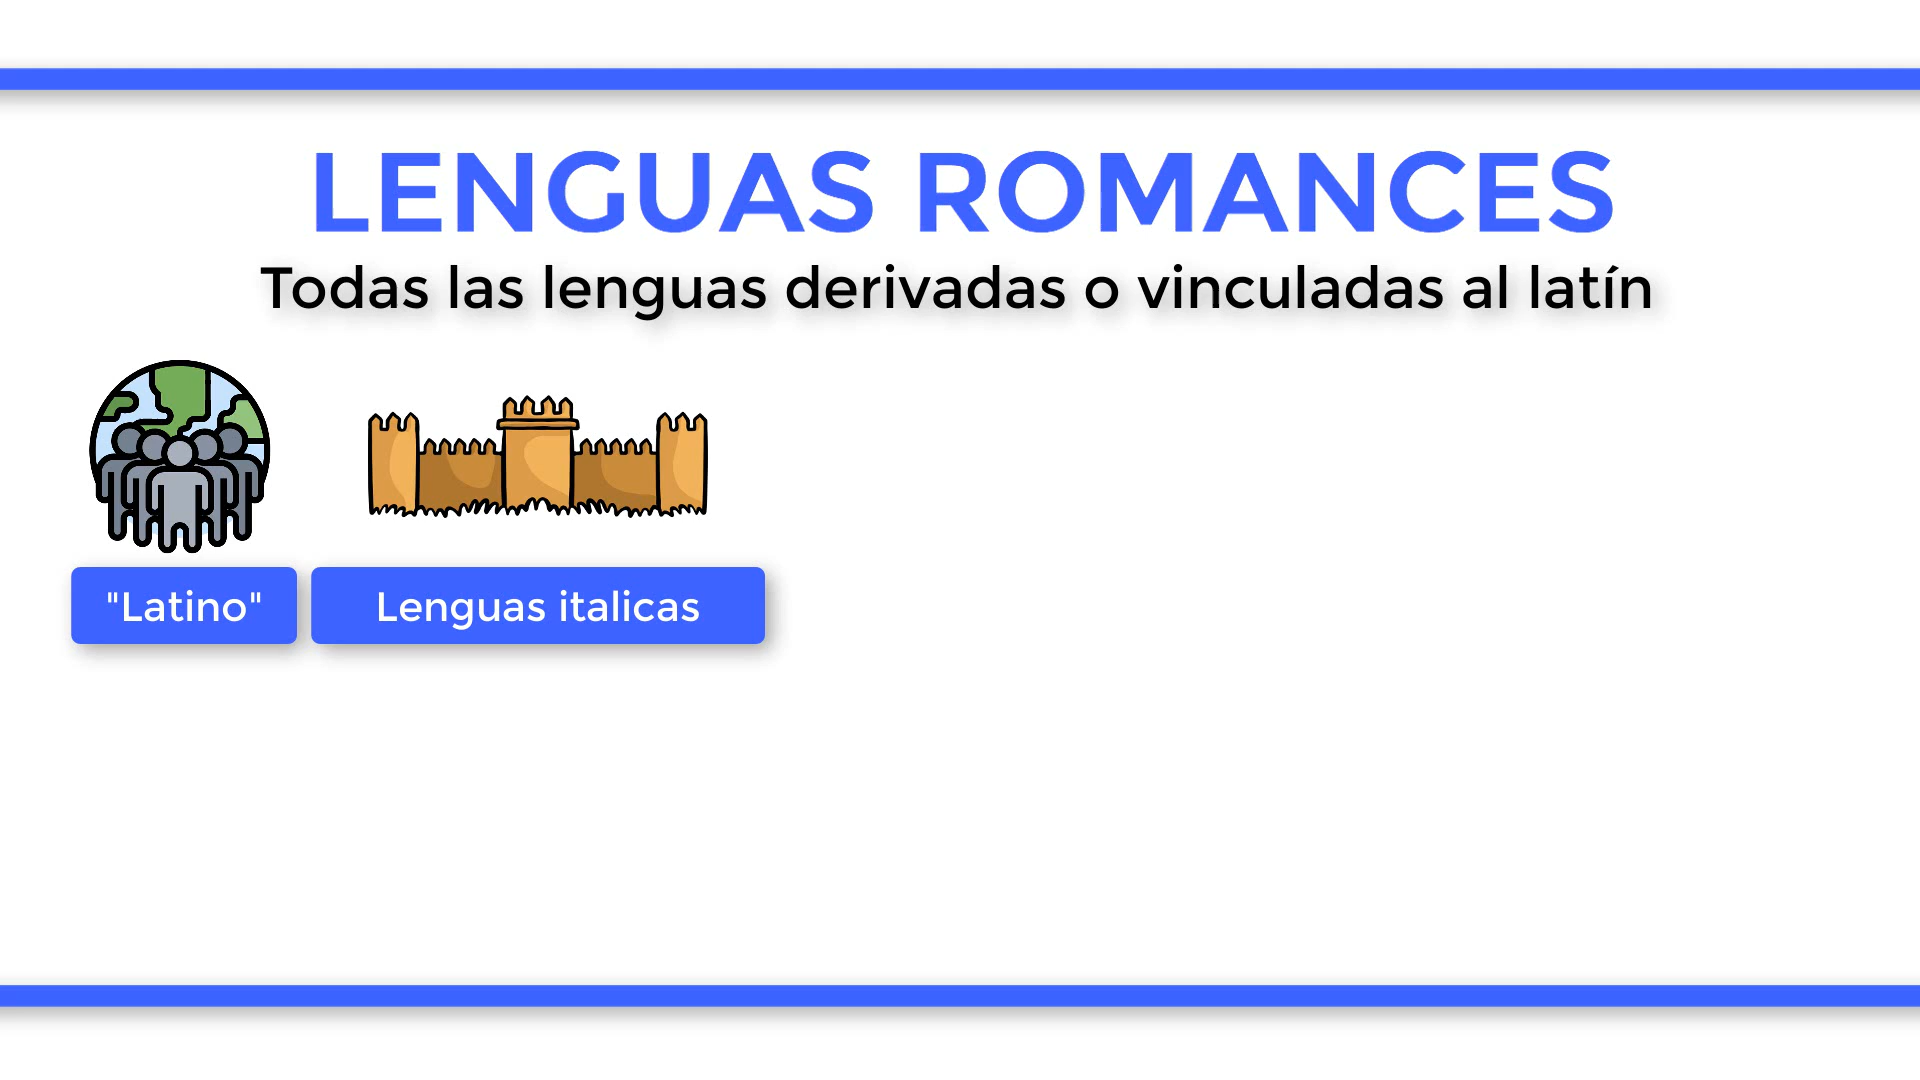 LENGUAS ROMANCES
Todas las lenguas derivadas o vinculadas al latín
"Latino"
Lenguas italicas